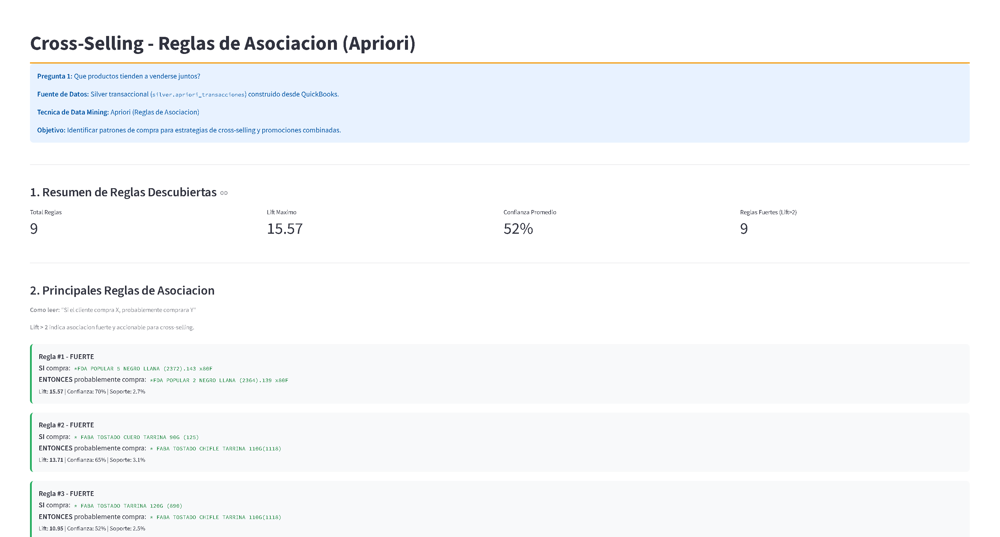 Cross-Selling - Reglas de Asociacion (Apriori)
Pregunta 1: Que productos tienden a venderse juntos?
Fuente de Datos: Silver transaccional (silver.apriori_transacciones) construido desde QuickBooks.
Tecnica de Data Mining: Apriori (Reglas de Asociacion)
Objetivo: Identificar patrones de compra para estrategias de cross-selling y promociones combinadas.
1. Resumen de Reglas Descubiertas
Total Reglas
9
Lift Maximo
15.57
Confianza Promedio
52%
Reglas Fuertes (Lift>2)
9
2. Principales Reglas de Asociacion
Como leer: "Si el cliente compra X, probablemente comprara Y"
Lift > 2 indica asociacion fuerte y accionable para cross-selling.
Regla #1 - FUERTE
SI compra: *FDA POPULAR 5 NEGRO LLANA (2372).143 x80F
ENTONCES probablemente compra: *FDA POPULAR 2 NEGRO LLANA (2364).139 x80F
Lift: 15.57 | Confianza: 70% | Soporte: 2.7%
Regla #2 - FUERTE
SI compra: * FABA TOSTADO CUERO TARRINA 90G (125)
ENTONCES probablemente compra: * FABA TOSTADO CHIFLE TARRINA 110G(1118)
Lift: 13.71 | Confianza: 65% | Soporte: 3.1%
Regla #3 - FUERTE
SI compra: * FABA TOSTADO TARRINA 120G (890)
ENTONCES probablemente compra: * FABA TOSTADO CHIFLE TARRINA 110G(1118)
Lift: 10.95 | Confianza: 52% | Soporte: 2.5%